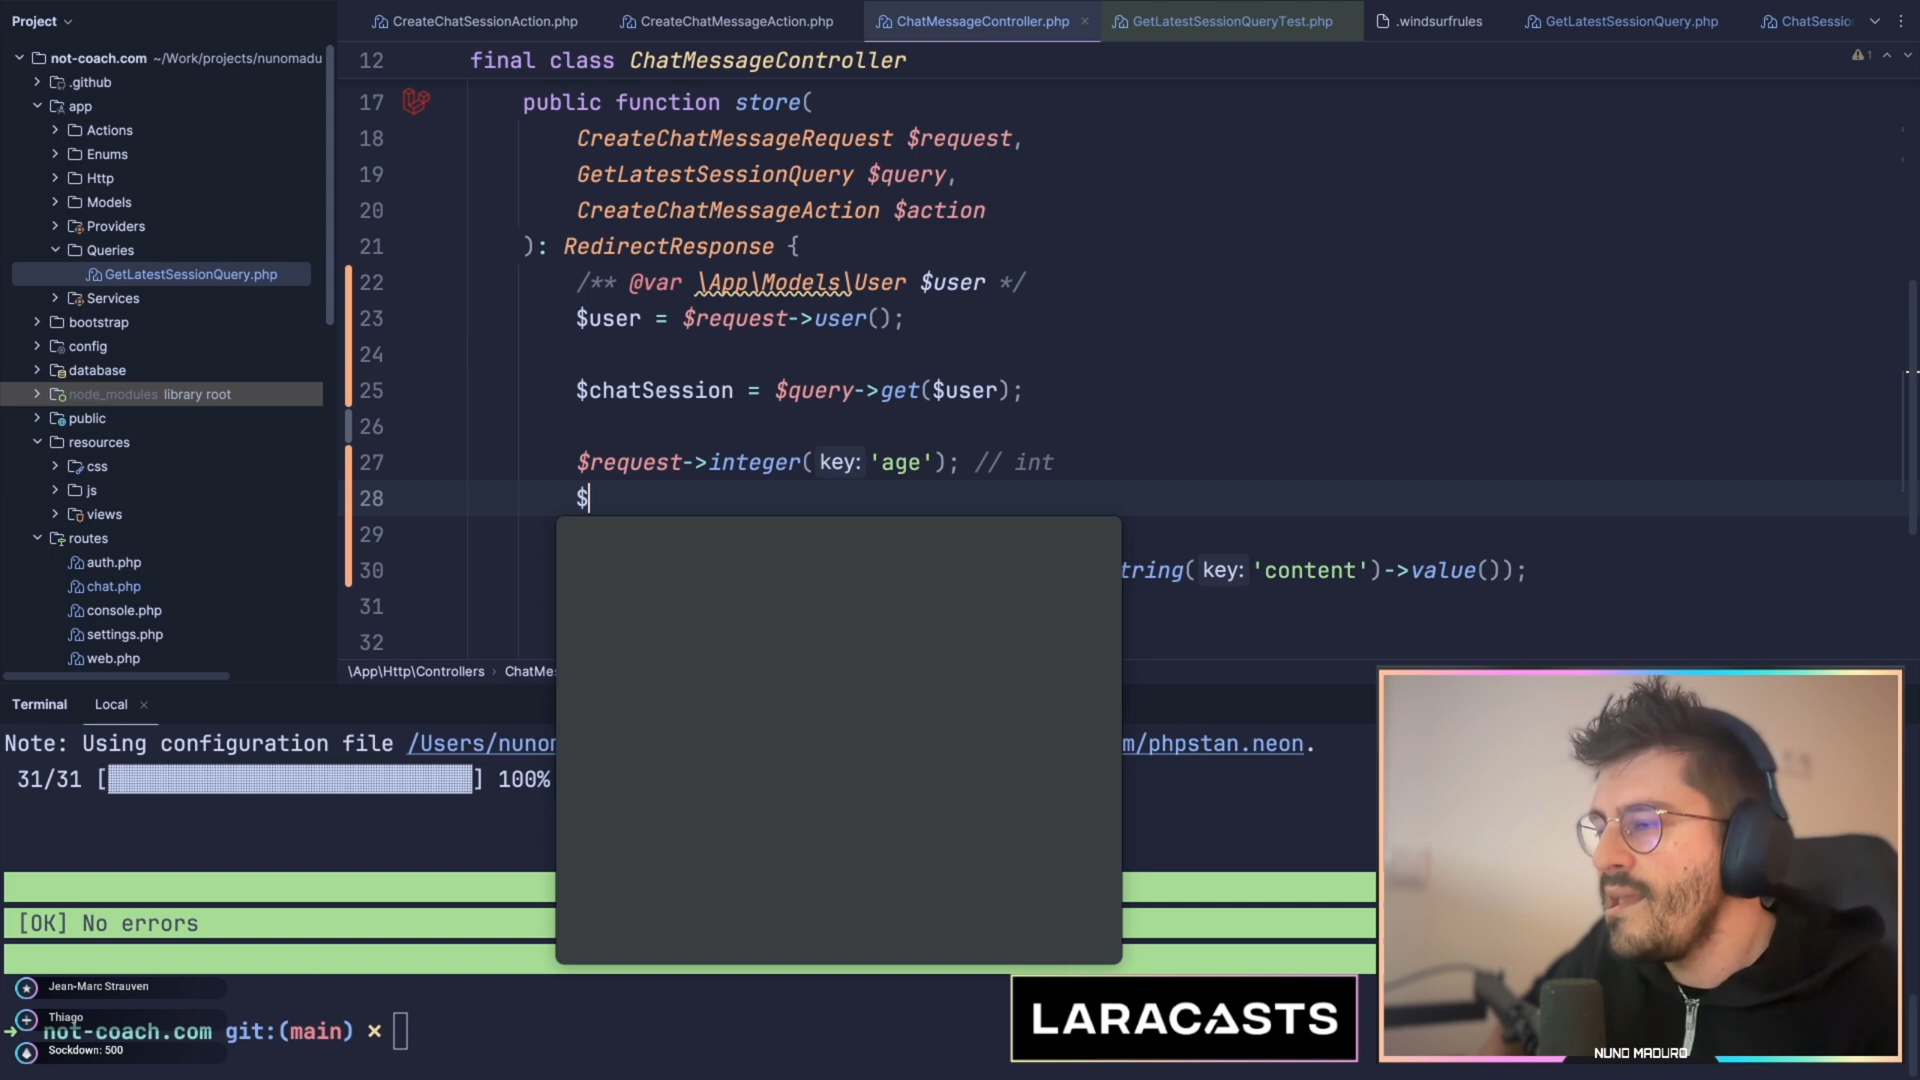 Project
CreateChatSessionAction.php
CreateChatMessageAction.php
ChatMessageController.php
GetLatestSessionQueryTest.php
.windsurfrules
GetLatestSessionQuery.php
ChatSessio
not-coach.com ~/Work/projects/nunomadu
.github
app
Actions
Enums
Http
Models
Providers
Queries
GetLatestSessionQuery.php
Services
bootstrap
config
database
node_modules library root
public
resources
css
js
views
routes
auth.php
chat.php
console.php
settings.php
web.php
12 final class ChatMessageController
1
17 public function store(
18 CreateChatMessageRequest $request,
19 GetLatestSessionQuery $query,
20 CreateChatMessageAction $action
21 ): RedirectResponse {
22 /** @var \App\Models\User $user */
23 $user = $request->user();
24
25 $chatSession = $query->get($user);
26
27 $request->integer( key: 'age'); // int
28 $
29
30 tring( key: 'content')->value());
31
32
\App\Http\Controllers › ChatMes
Terminal Local
Note: Using configuration file /Users/nunon m/phpstan.neon.
31/31 [ ] 100%
[OK] No errors
Jean-Marc Strauven
Thiago
not-coach.com git:(main) ×
Sockdown: 500
LARACASTS
NUNO MADURO